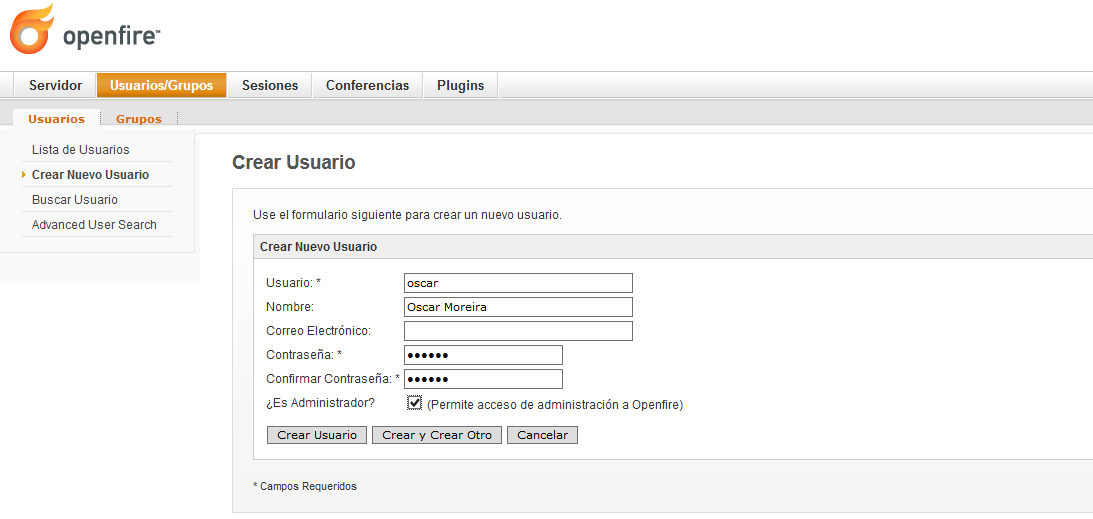 openfire™
Servidor Usuarios/Grupos Sesiones Conferencias Plugins
Usuarios Grupos
Lista de Usuarios
Crear Nuevo Usuario
Buscar Usuario
Advanced User Search
Crear Usuario
Use el formulario siguiente para crear un nuevo usuario.
Crear Nuevo Usuario
Usuario: * oscar
Nombre: Oscar Moreira
Correo Electrónico:
Contraseña: * ••••••
Confirmar Contraseña: * ••••••
¿Es Administrador? (Permite acceso de administración a Openfire)
Crear Usuario Crear y Crear Otro Cancelar
* Campos Requeridos